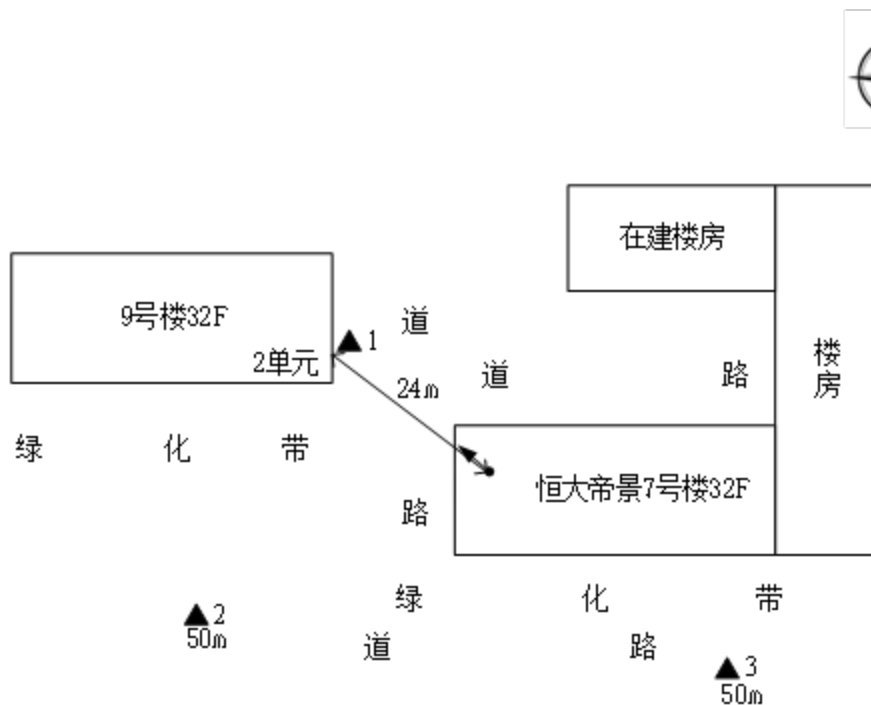 在建楼房
9号楼32F
2单元
1
道
道
路
24m
楼房
绿 化 带
恒大帝景7号楼32F
路
绿 化 带
2
50m
道 路
3
50m